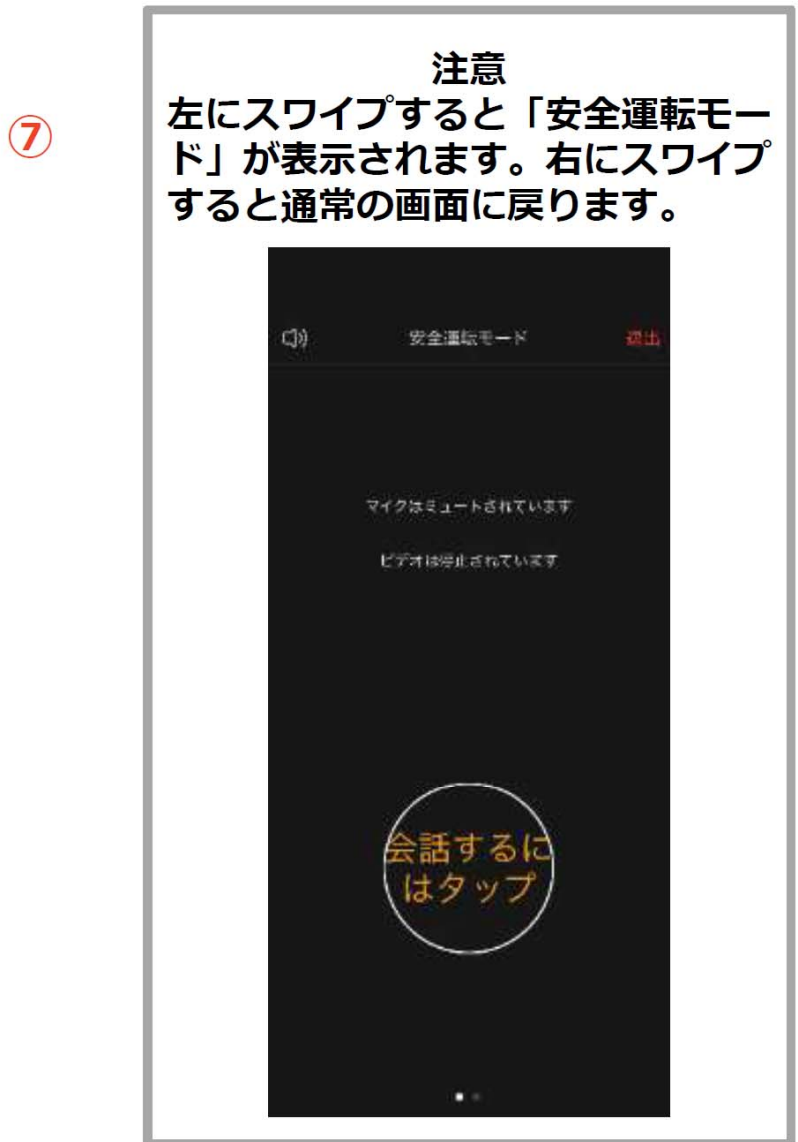 ⑦
注意
左にスワイプすると「安全運転モー
ド」が表示されます。右にスワイプ
すると通常の画面に戻ります。
安全運転モード
退出
マイクはミュートされています
ビデオは停止されています
会話するに
はタップ